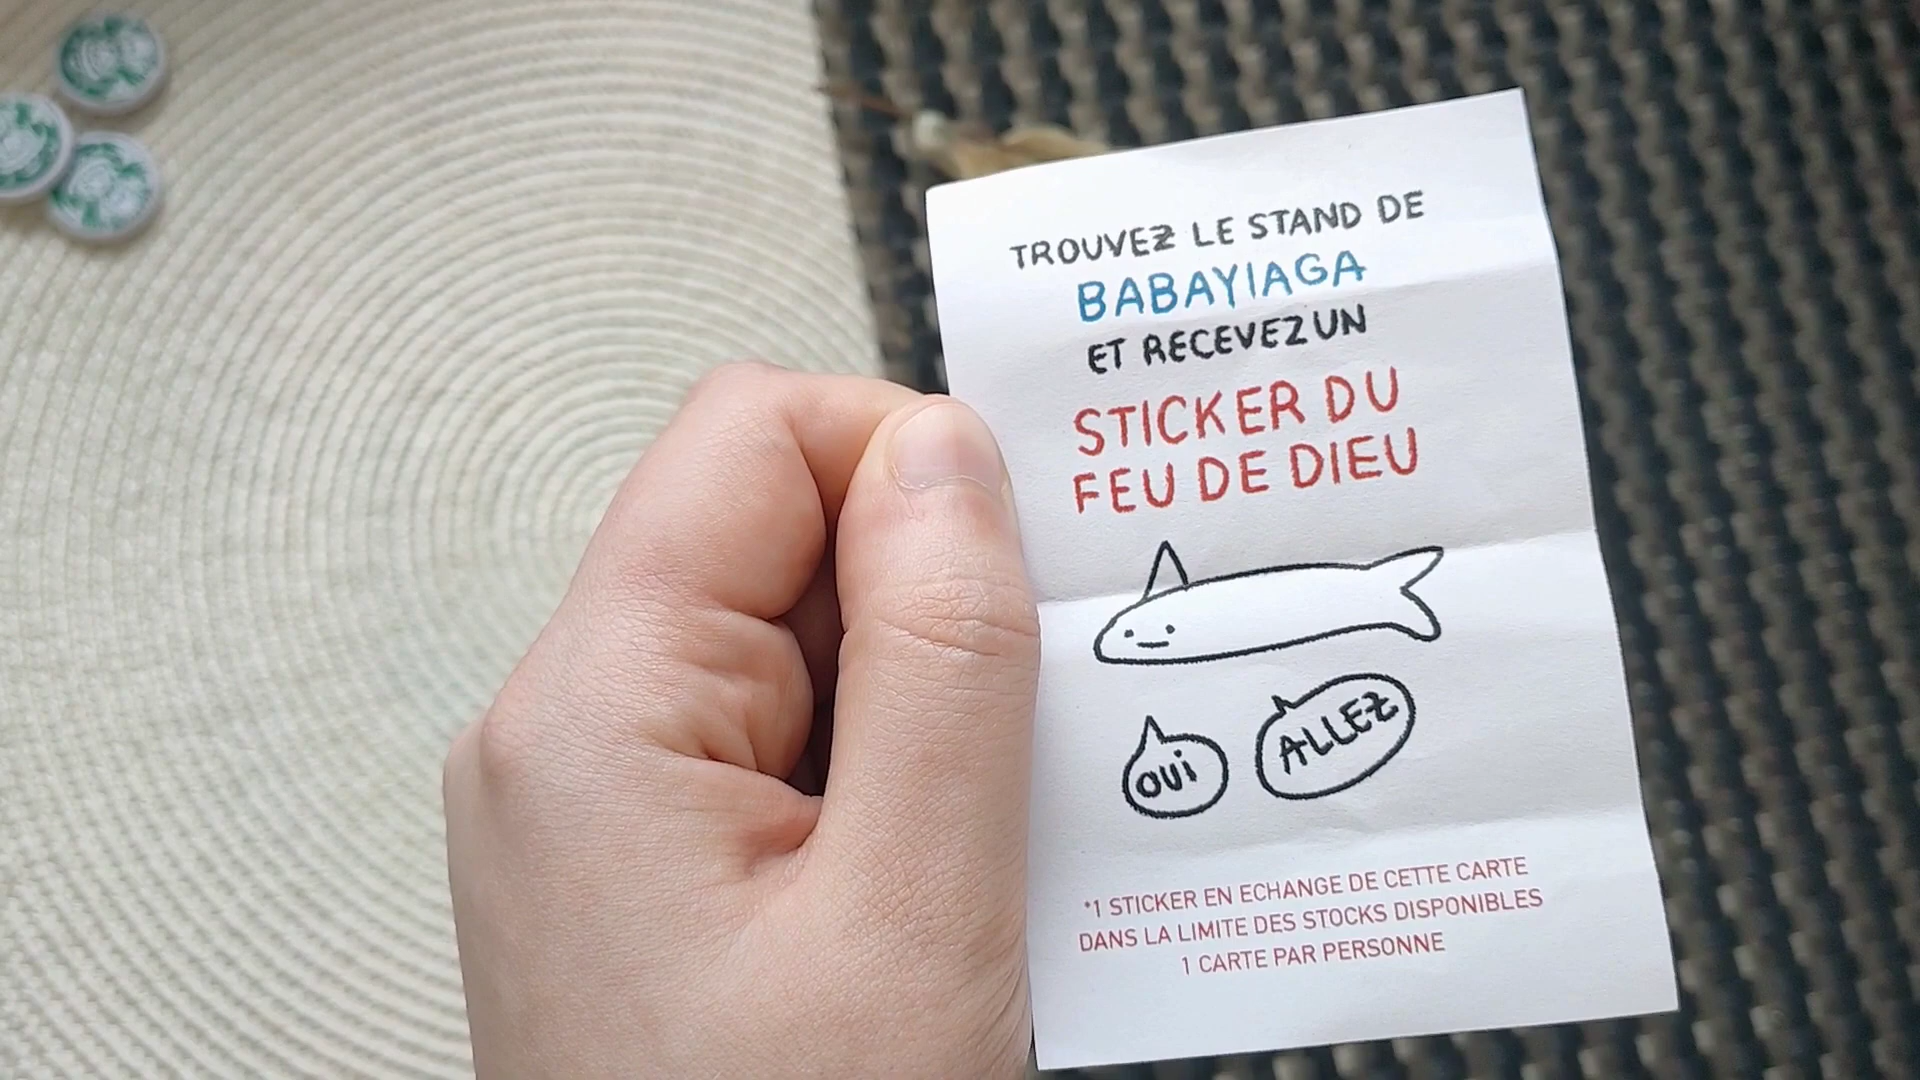 TROUVEZ LE STAND DE
BABAYIAGA
ET RECEVEZ UN
STICKER DU
FEU DE DIEU
OUI
ALLEZ
*1 STICKER EN ECHANGE DE CETTE CARTE
DANS LA LIMITE DES STOCKS DISPONIBLES
1 CARTE PAR PERSONNE